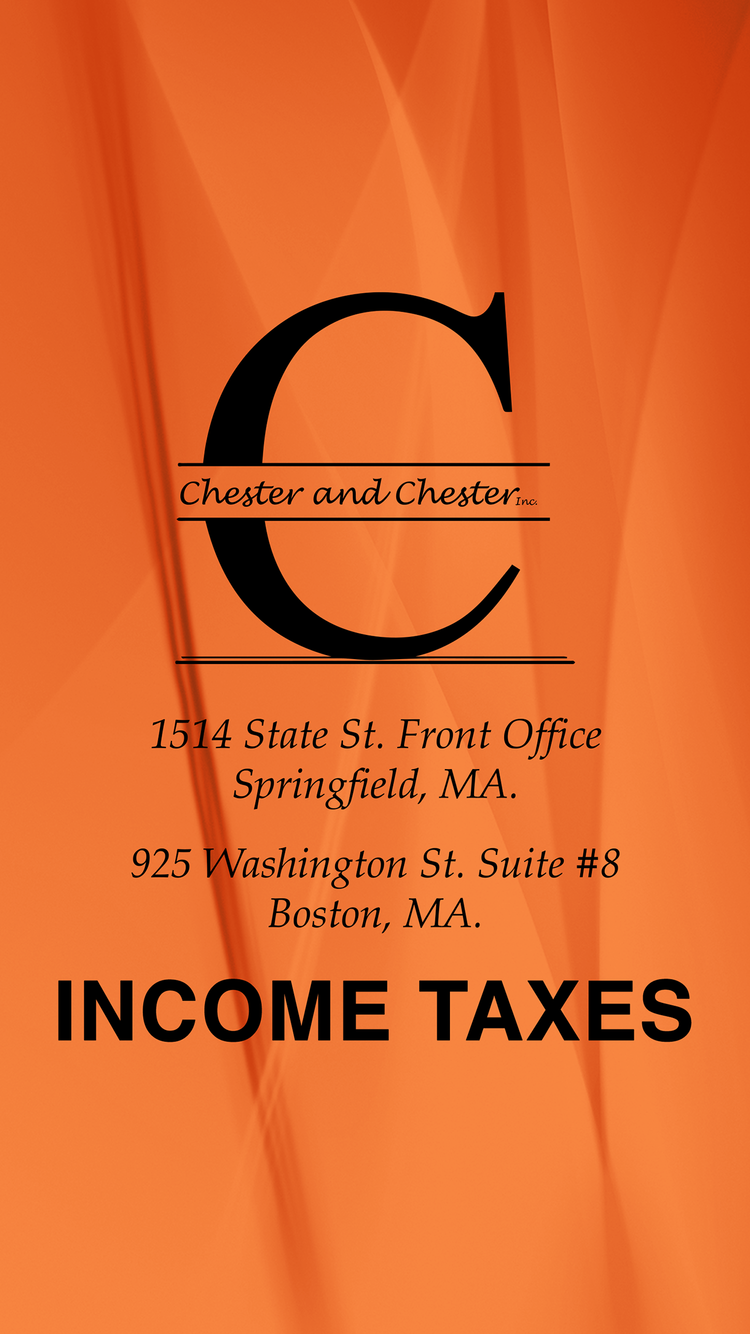 C
Chester and Chester Inc.
1514 State St. Front Office
Springfield, MA.
925 Washington St. Suite #8
Boston, MA.
INCOME TAXES